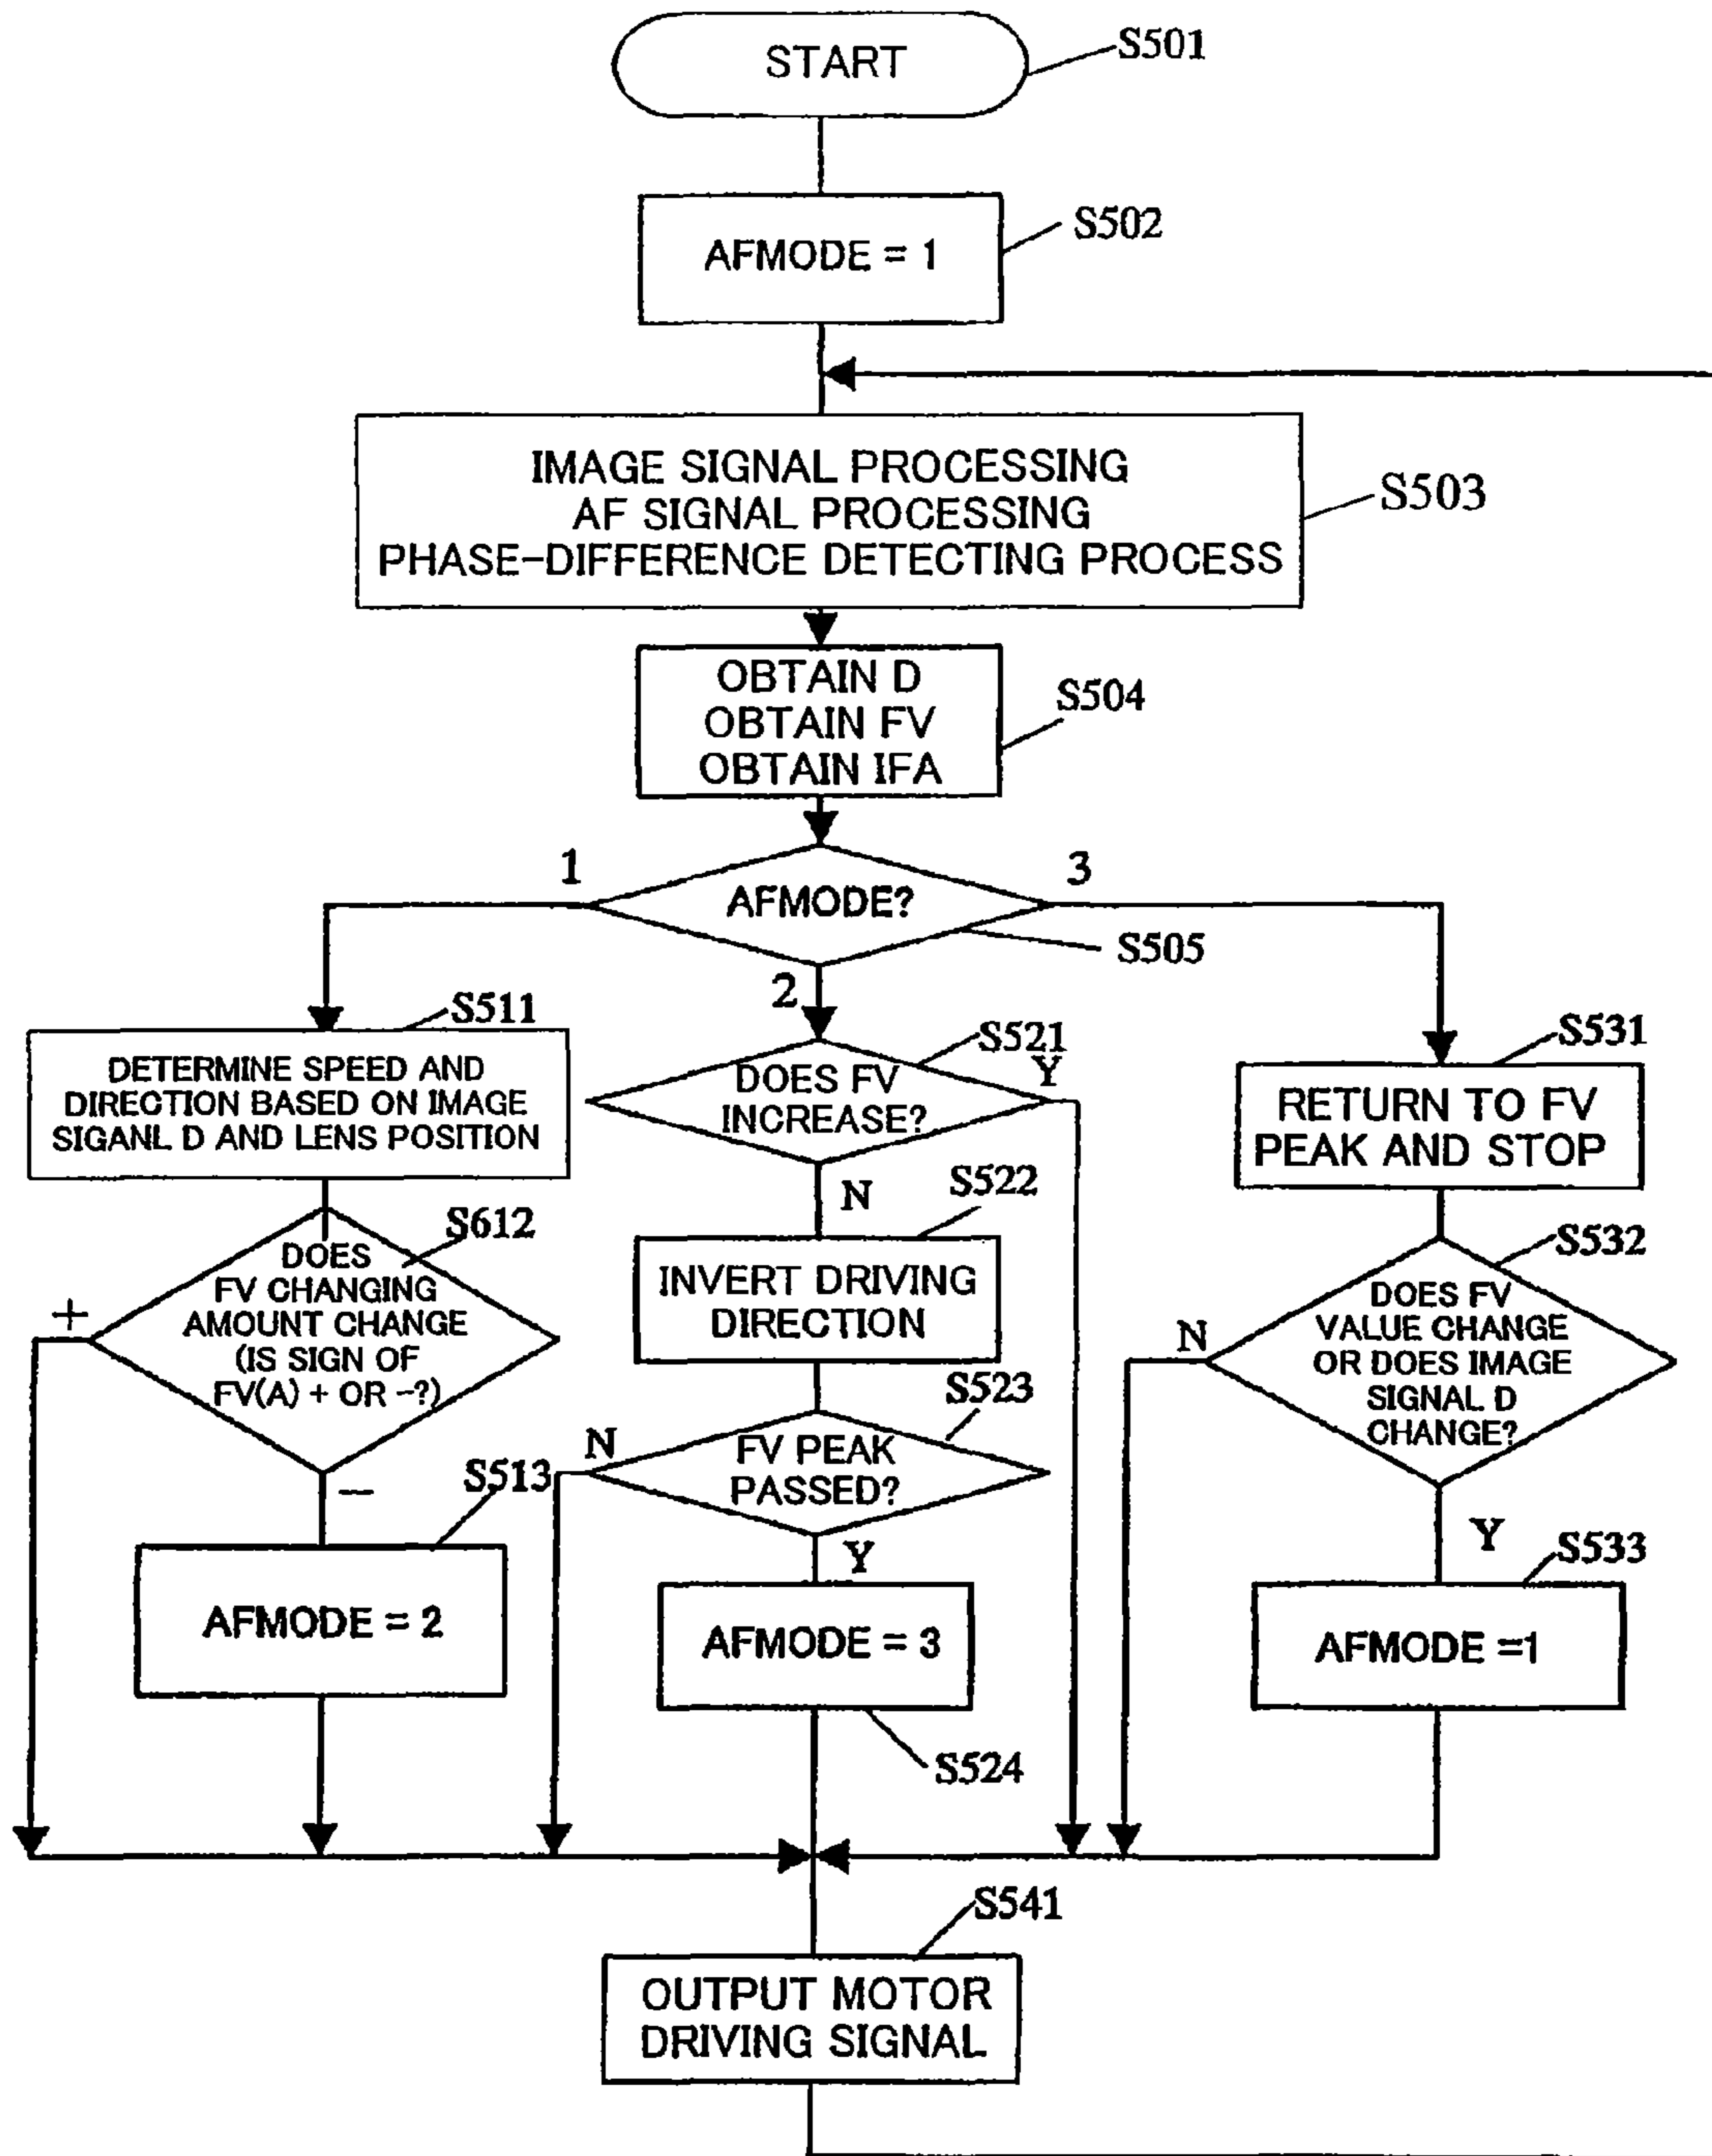 START
S501
AFMODE = 1
S502
IMAGE SIGNAL PROCESSING
AF SIGNAL PROCESSING
PHASE-DIFFERENCE DETECTING PROCESS
S503
OBTAIN D
OBTAIN FV
OBTAIN IFA
S504
1
AFMODE?
3
S505
2
S511
DETERMINE SPEED AND
DIRECTION BASED ON IMAGE
SIGANL D AND LENS POSITION
S612
DOES
FV CHANGING
AMOUNT CHANGE
(IS SIGN OF
FV(A) + OR -?)
+
−
S513
AFMODE = 2
S521
DOES FV
INCREASE?
Y
N
S522
INVERT DRIVING
DIRECTION
S523
FV PEAK
PASSED?
N
Y
AFMODE = 3
S524
S531
RETURN TO FV
PEAK AND STOP
S532
DOES FV
VALUE CHANGE
OR DOES IMAGE
SIGNAL D
CHANGE?
N
Y
S533
AFMODE =1
S541
OUTPUT MOTOR
DRIVING SIGNAL